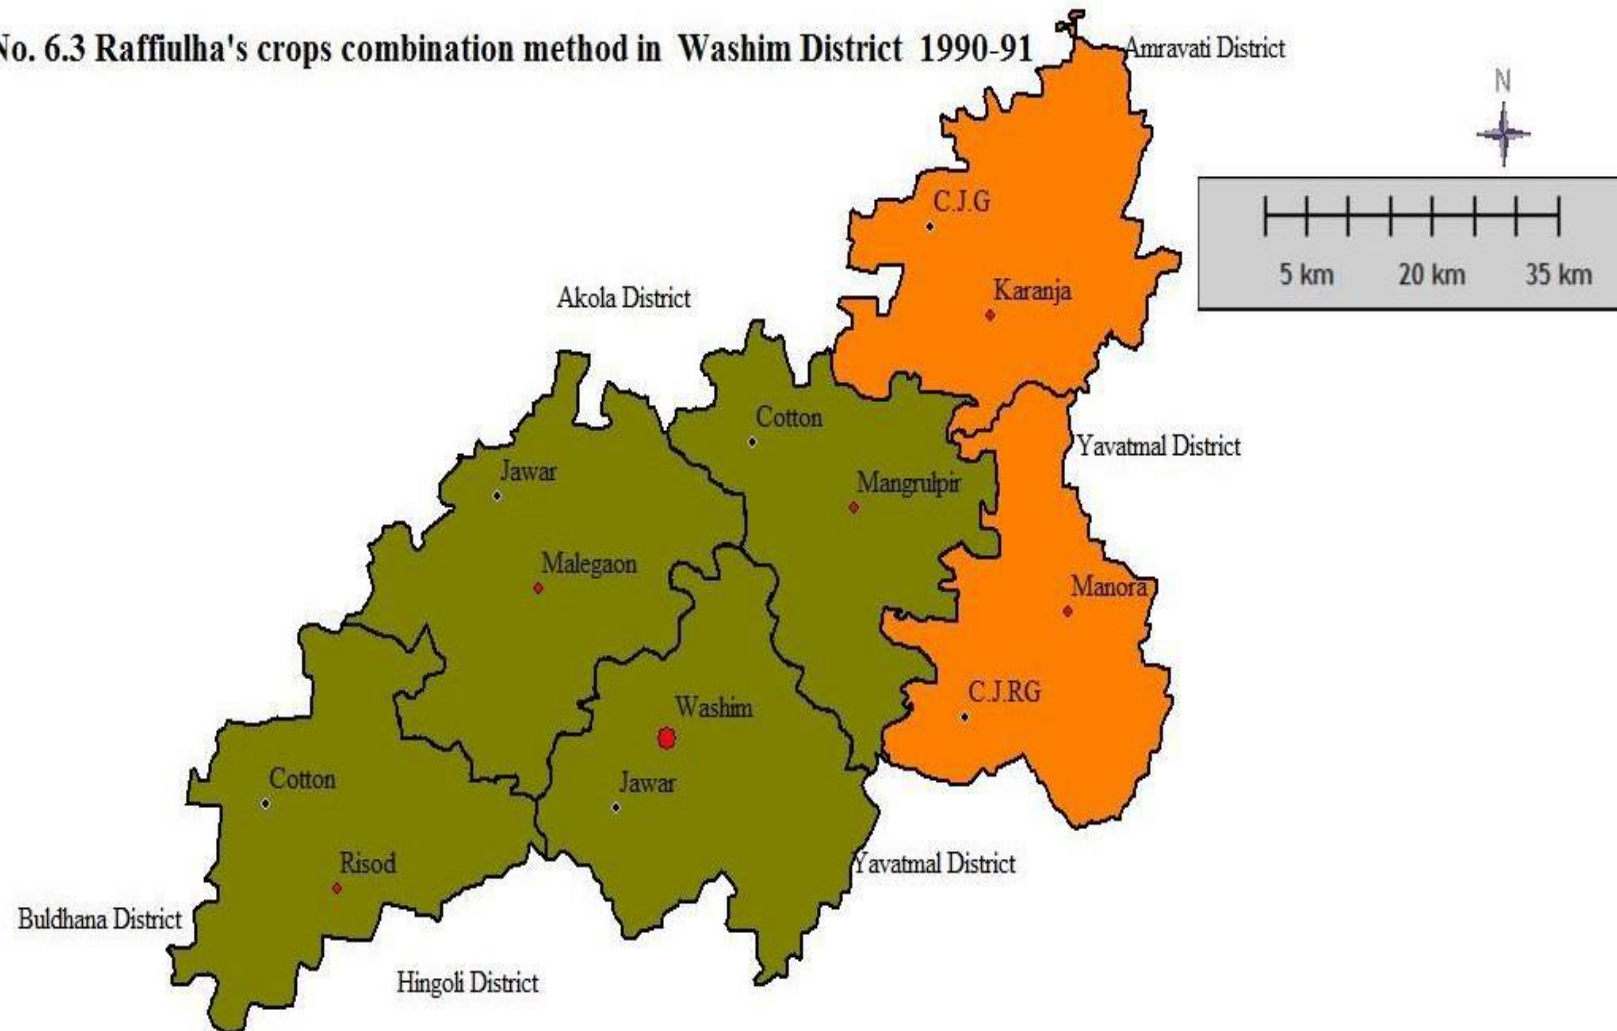 No. 6.3 Raffiulha's crops combination method in Washim District 1990-91
Amravati District
N
C.J.G
5 km 20 km 35 km
Karanja
Akola District
Cotton
Yavatmal District
Jawar
Mangrulpir
Malegaon
Manora
C.J.RG
Washim
Cotton
Jawar
Risod
Yavatmal District
Buldhana District
Hingoli District